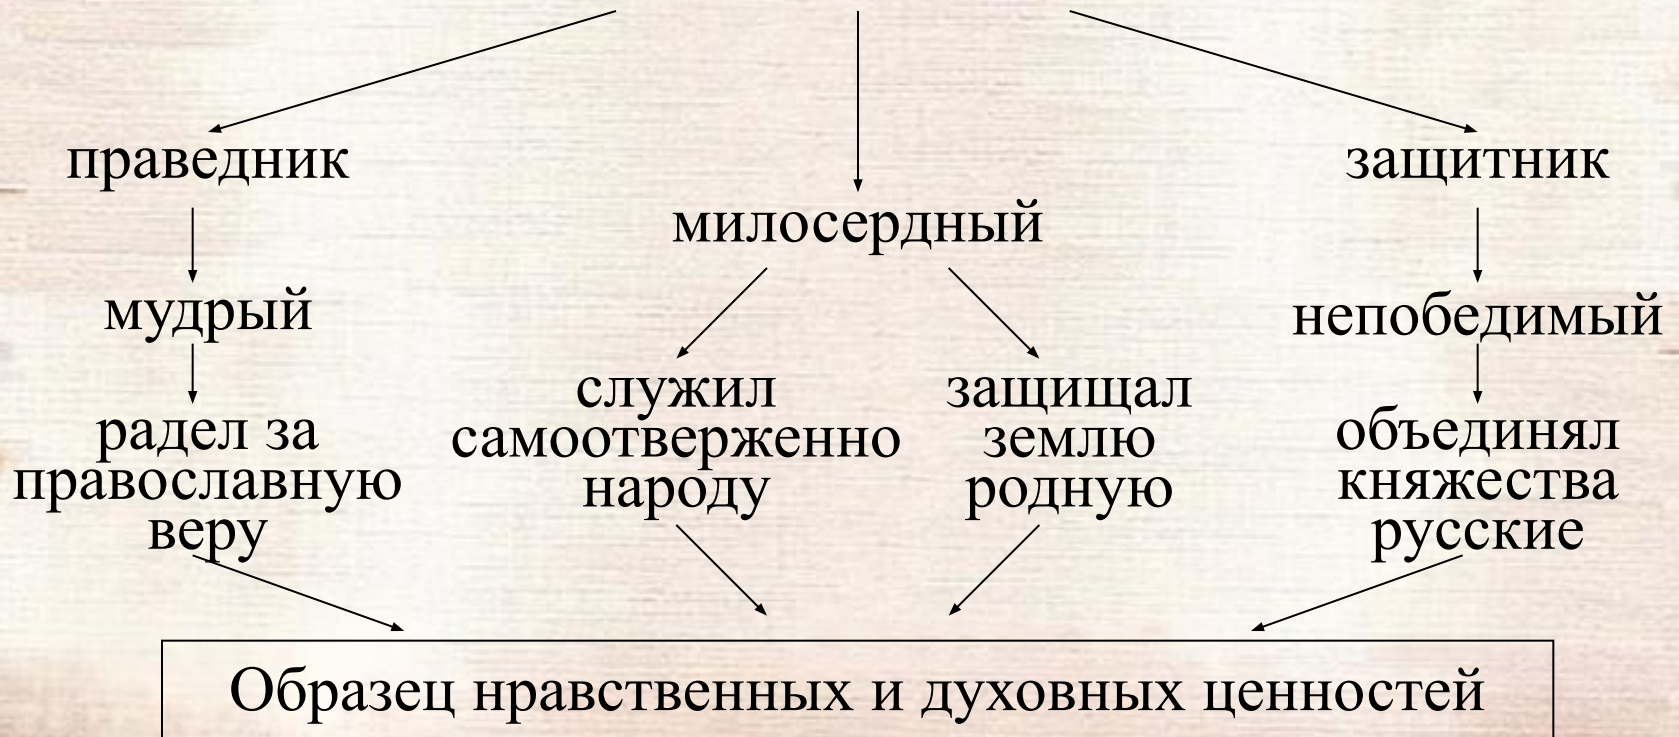 праведник
защитник
милосердный
мудрый
непобедимый
служил
самоотверженно
народу
защищал
землю
родную
радел за
православную
веру
объединял
княжества
русские
Образец нравственных и духовных ценностей